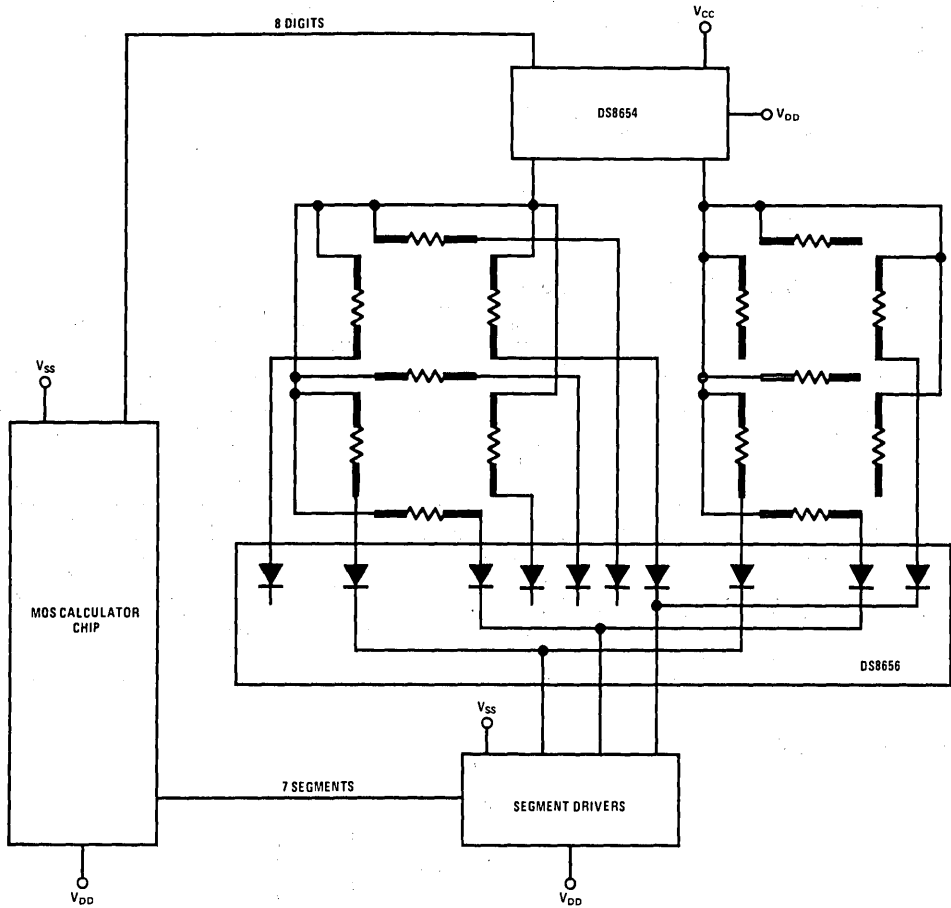 8 DIGITS
VCC
DS8654
VDD
VSS
MOS CALCULATOR
CHIP
DS8656
VSS
7 SEGMENTS
SEGMENT DRIVERS
VDD
VDD